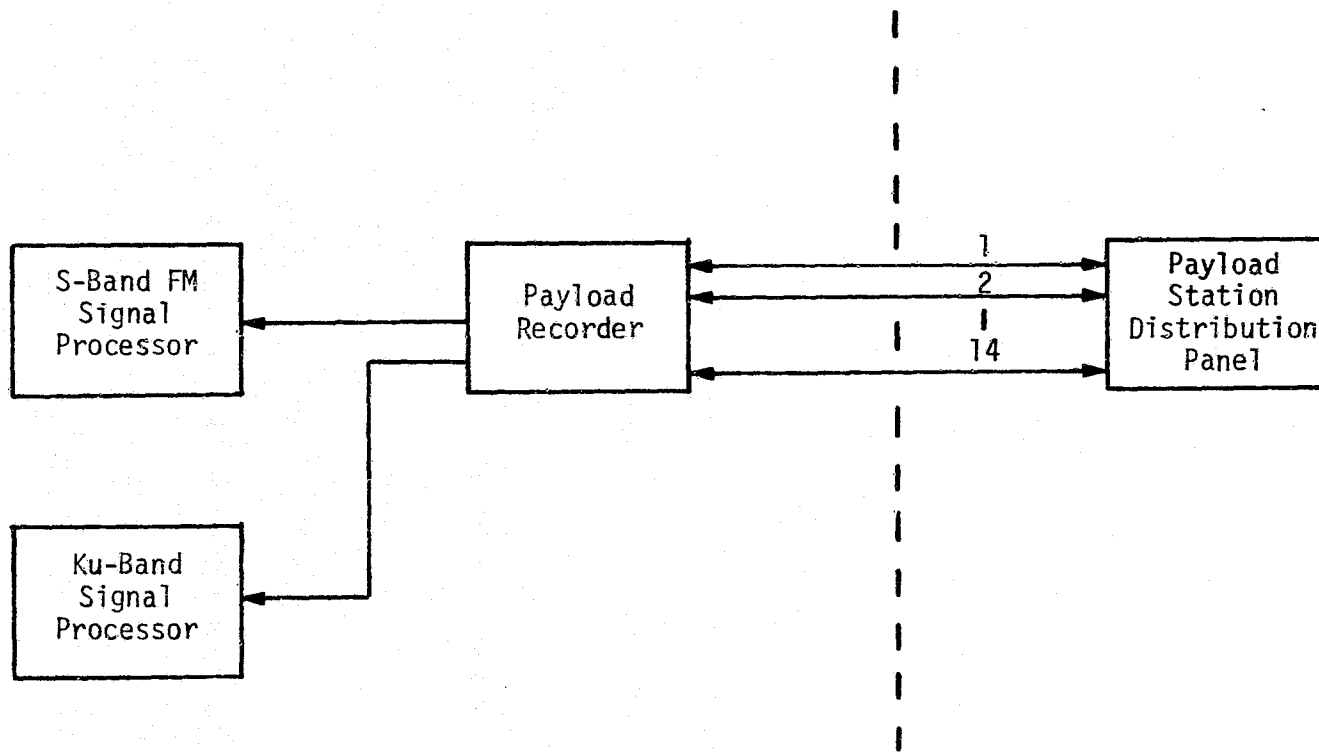 S-Band FM
Signal
Processor
Payload
Recorder
1
2
14
Payload
Station
Distribution
Panel
Ku-Band
Signal
Processor